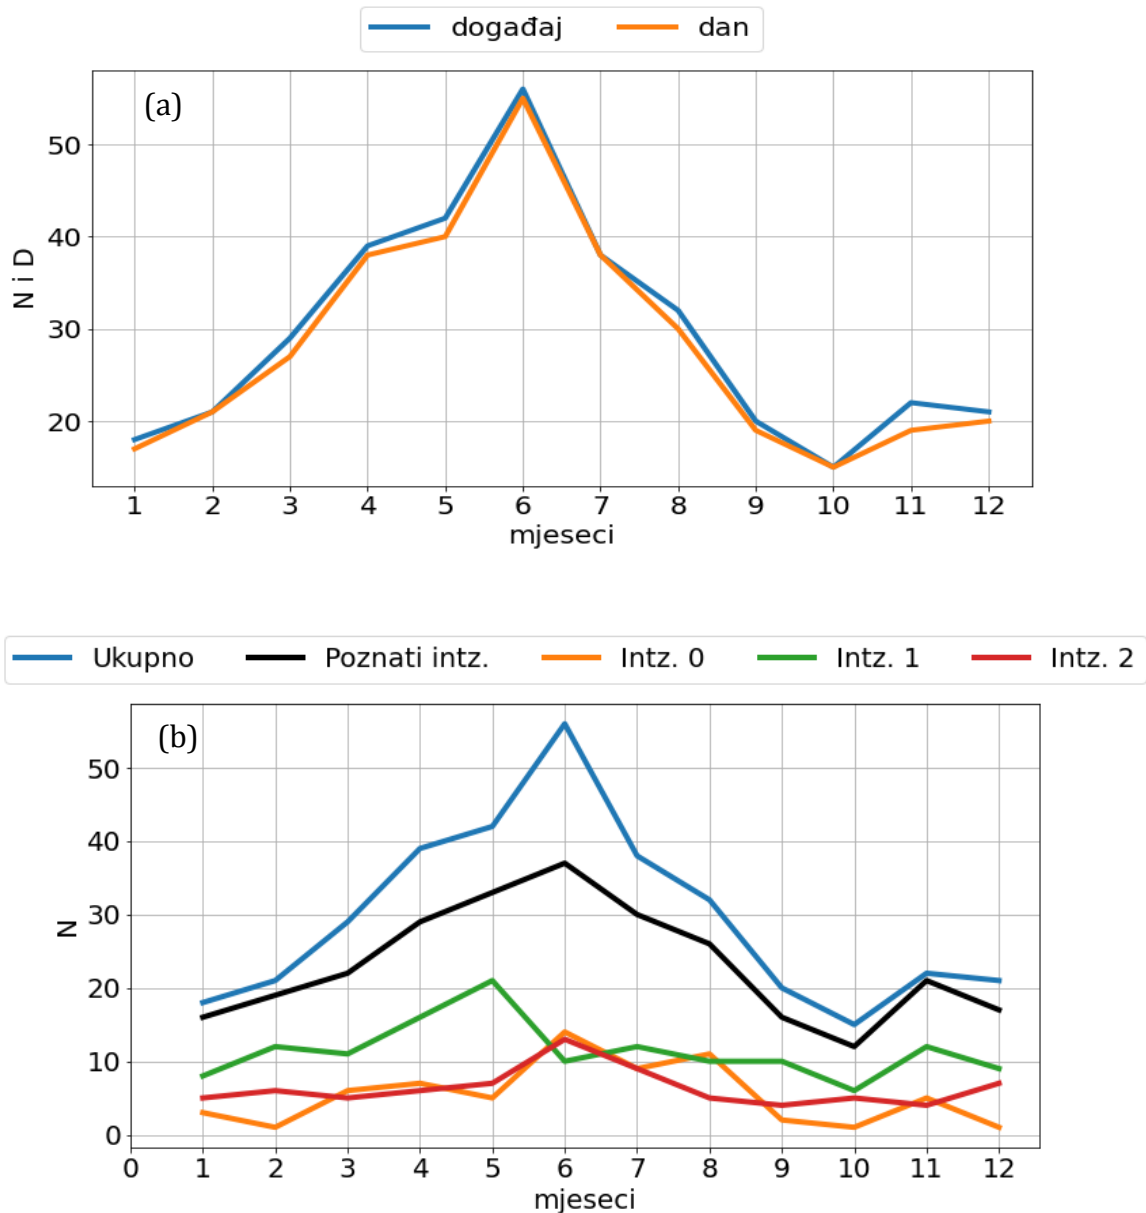 događaj dan
(a)
50
40
30
20
N i D
1 2 3 4 5 6 7 8 9 10 11 12
mjeseci
Ukupno Poznati intz. Intz. 0 Intz. 1 Intz. 2
(b)
50
40
30
20
10
0
N
0 1 2 3 4 5 6 7 8 9 10 11 12
mjeseci